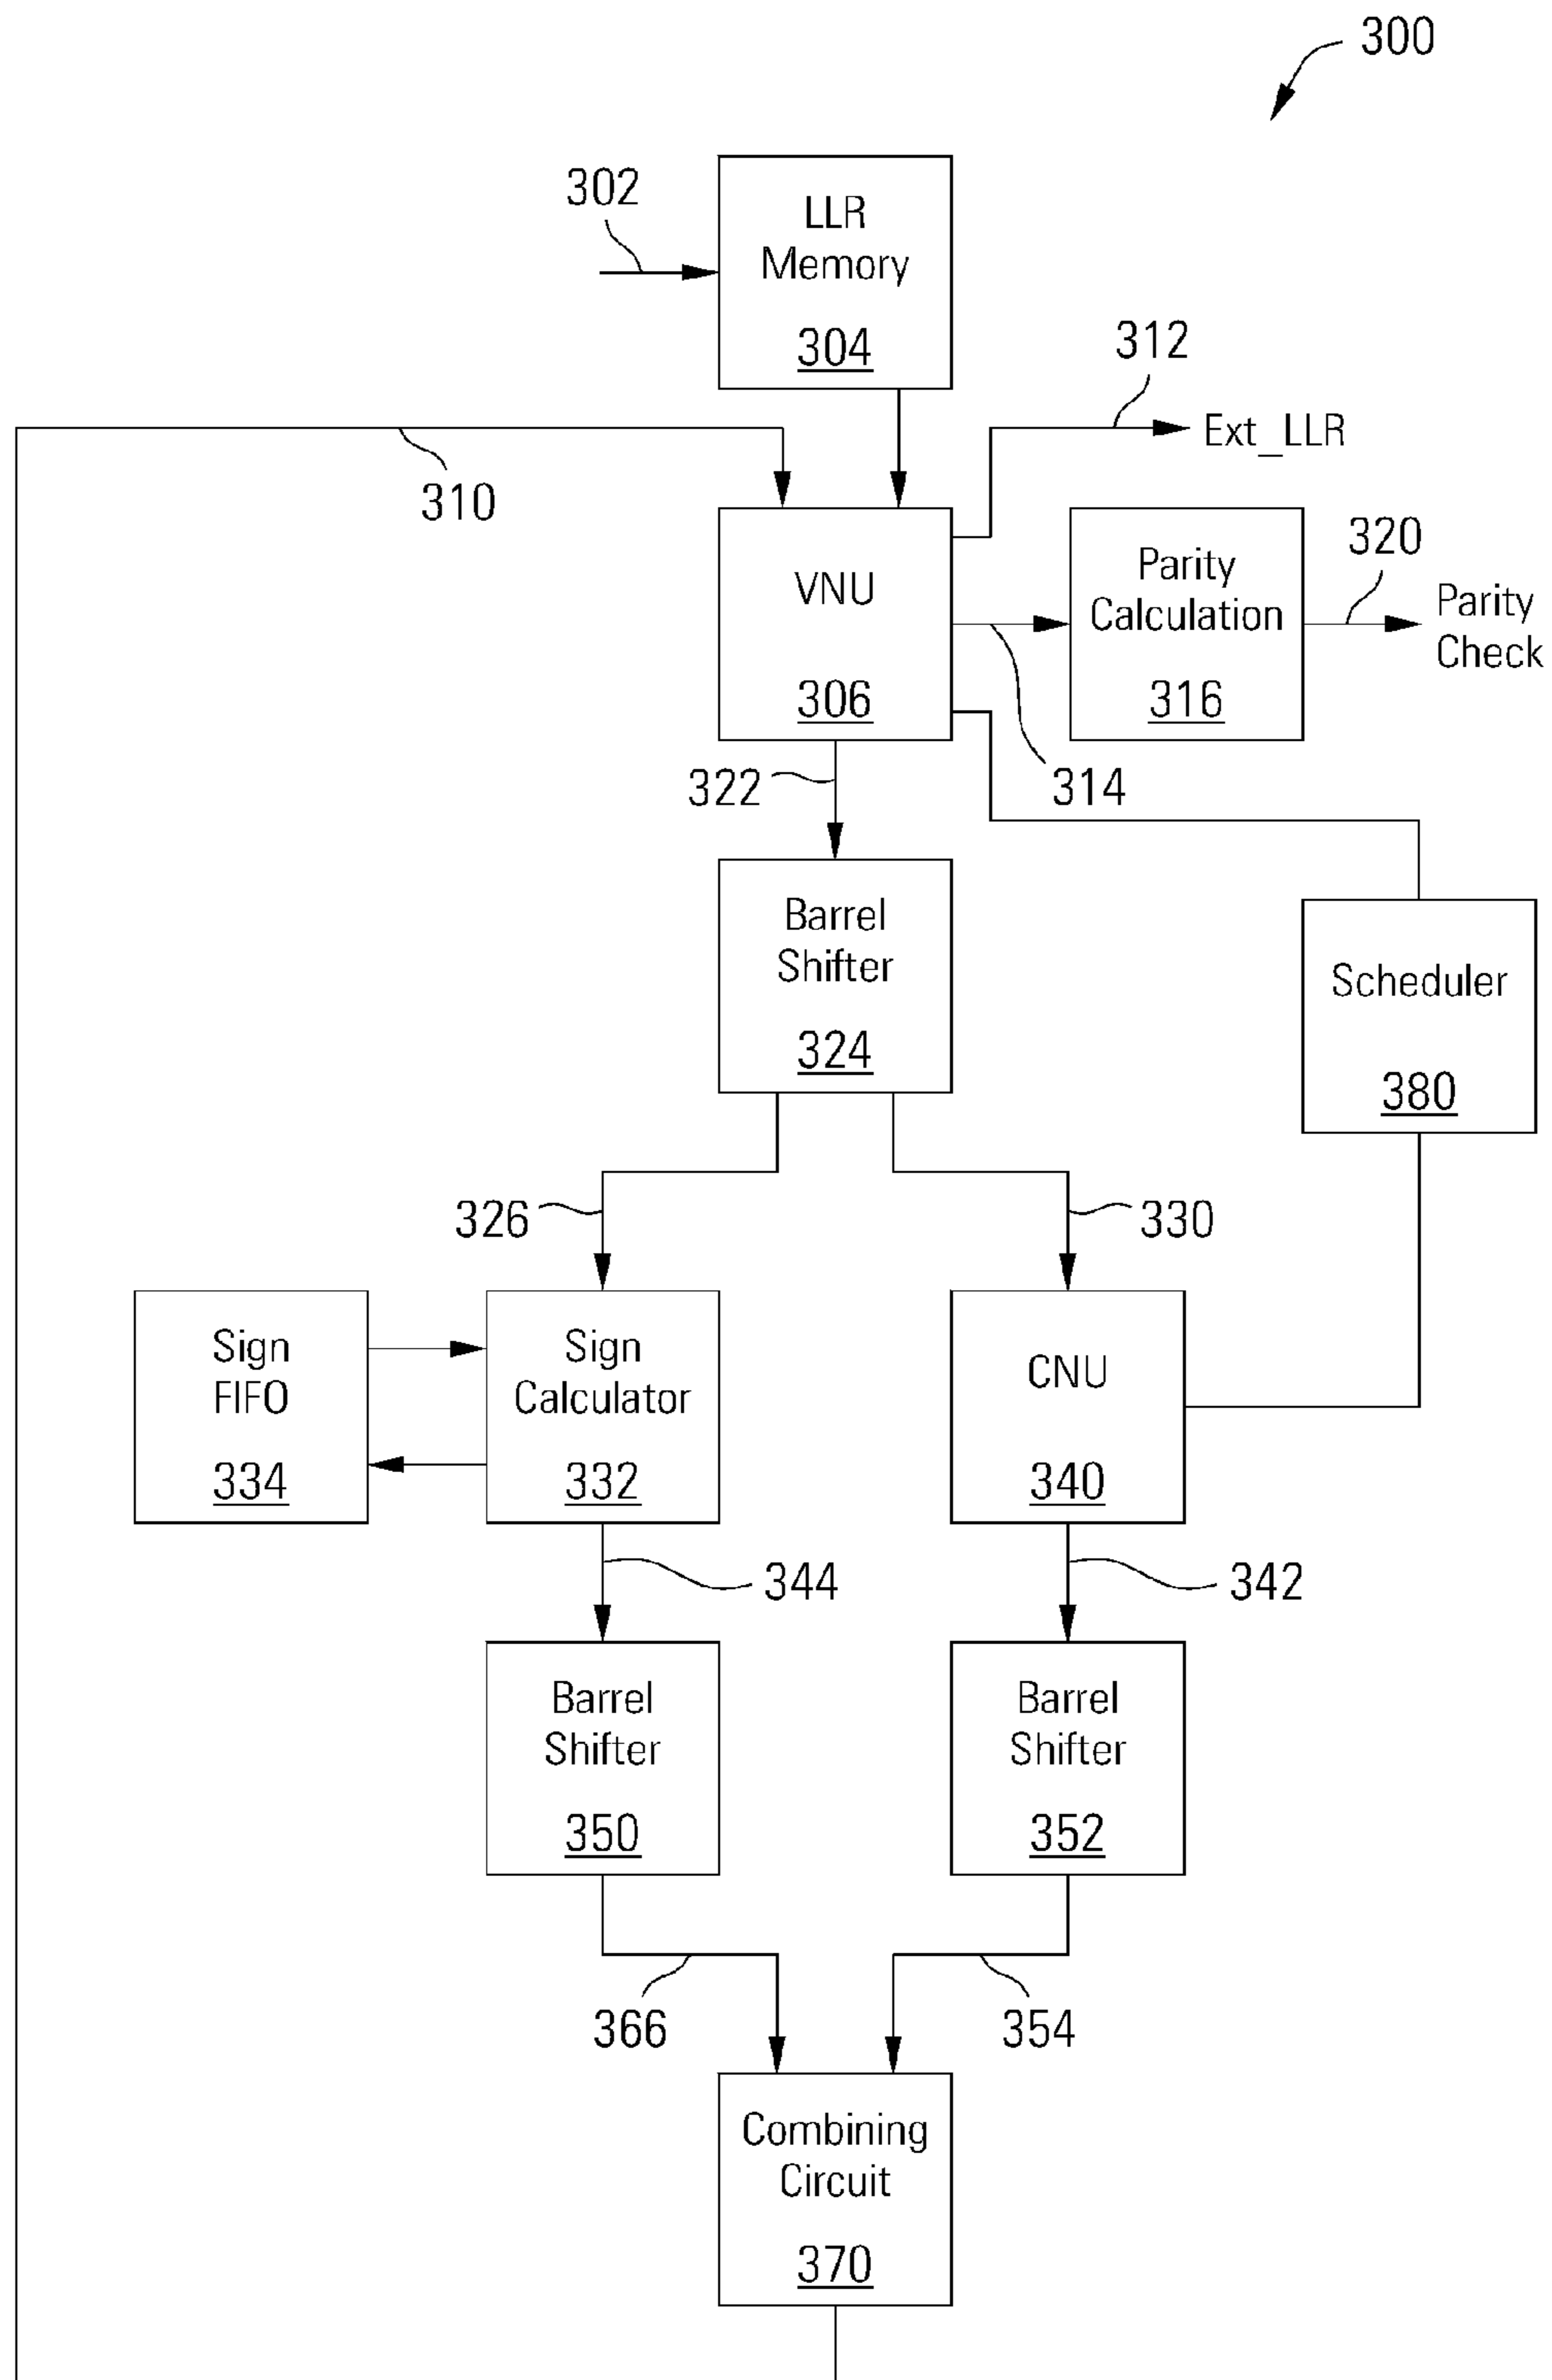 300
302
LLR
Memory
304
312
Ext_LLR
310
VNU
306
Parity
Calculation
316
320
Parity
Check
322
314
Barrel
Shifter
324
Scheduler
380
326
330
Sign
FIFO
334
Sign
Calculator
332
CNU
340
344
342
Barrel
Shifter
350
Barrel
Shifter
352
366
354
Combining
Circuit
370